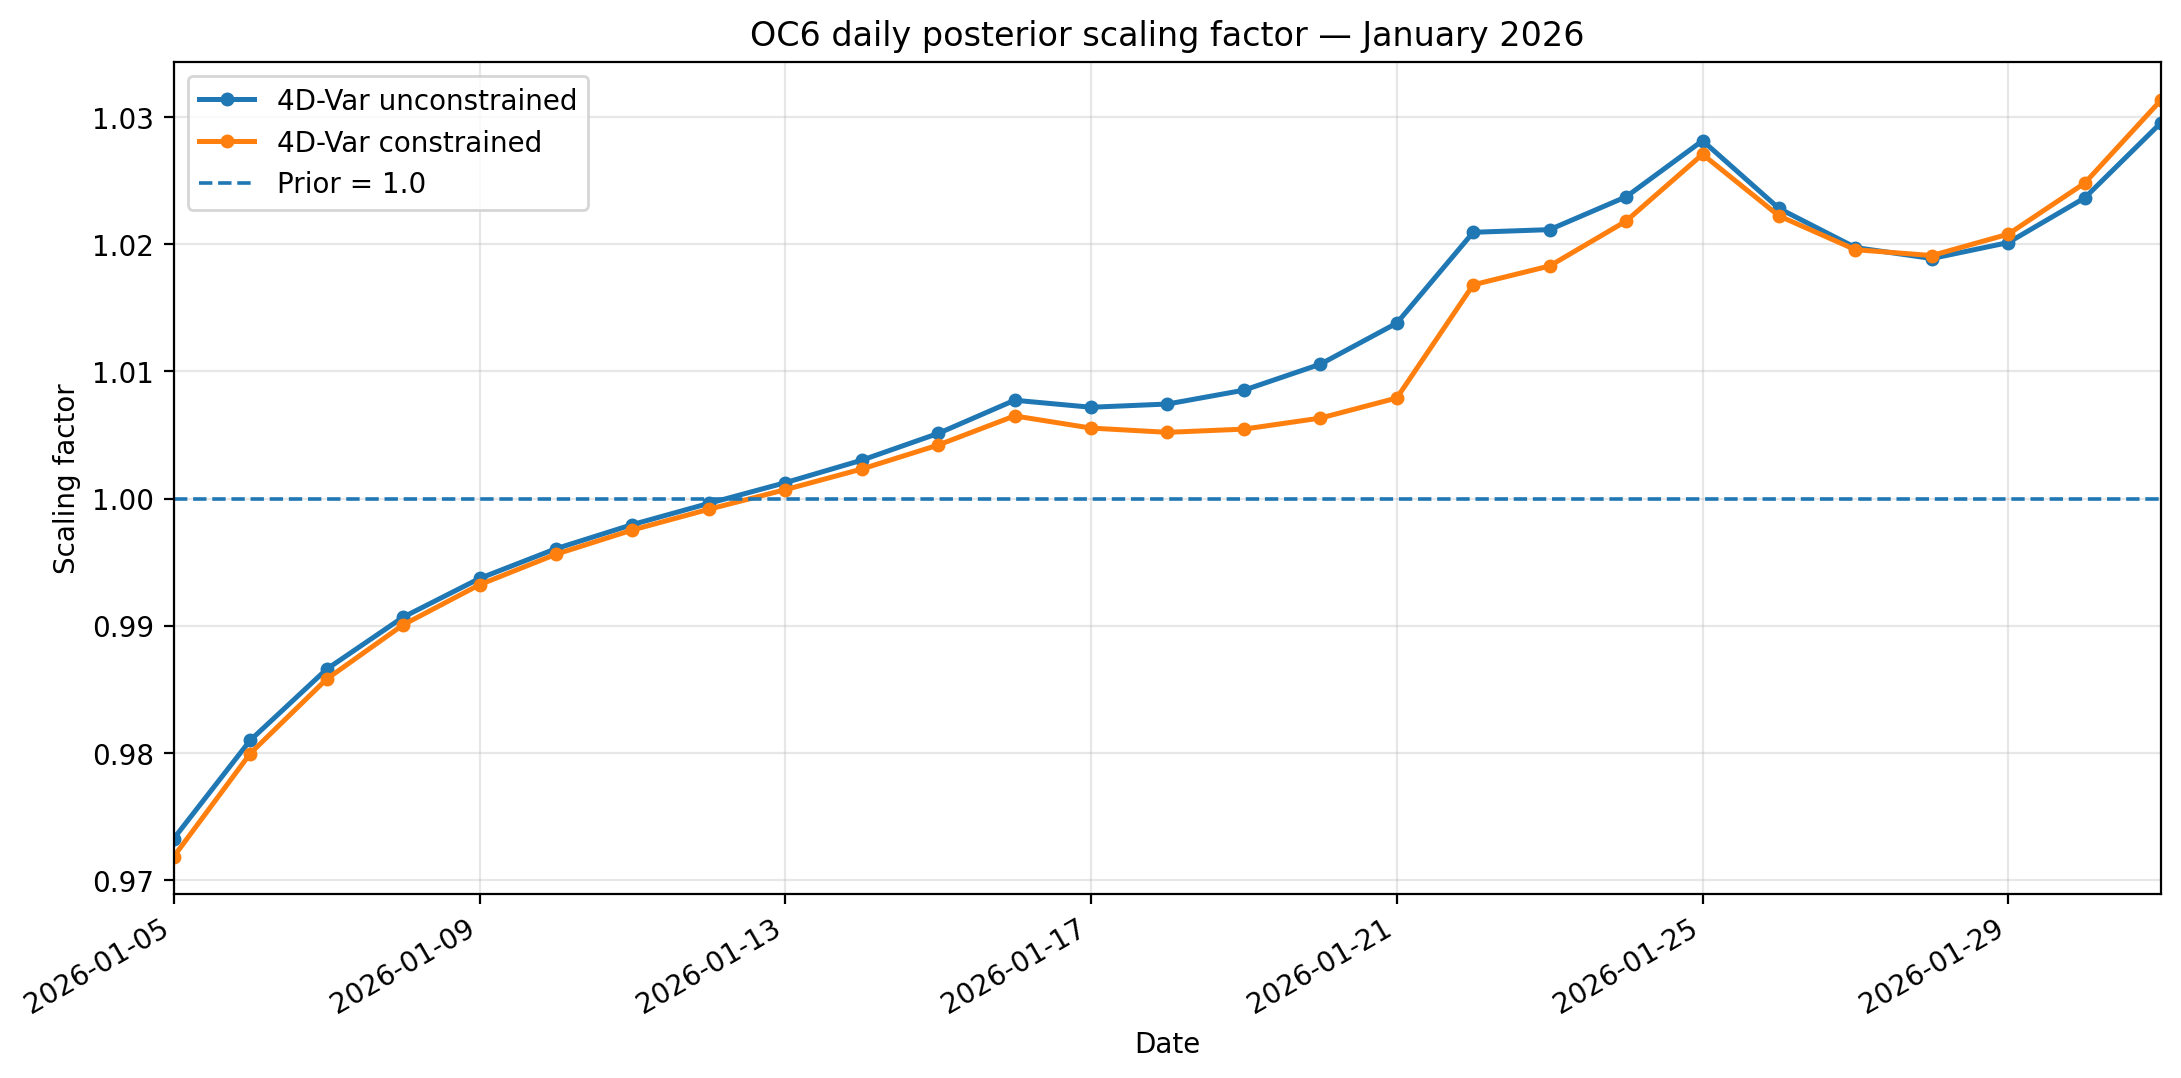 OC6 daily posterior scaling factor — January 2026
4D-Var unconstrained
4D-Var constrained
Prior = 1.0
Scaling factor
1.03
1.02
1.01
1.00
0.99
0.98
0.97
2026-01-05
2026-01-09
2026-01-13
2026-01-17
2026-01-21
2026-01-25
2026-01-29
Date